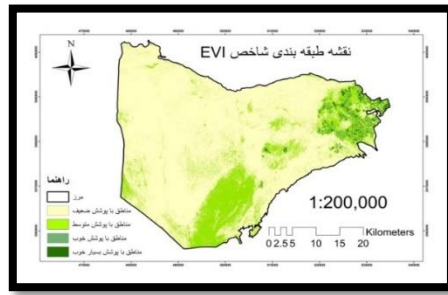 نقشه طبقه بندی شاخص EVI
N
راهنما
مرز
مناطق با پوشش ضعیف
مناطق با پوشش متوسط
مناطق با پوشش خوب
مناطق با پوشش بسیار خوب
1:200,000
Kilometers
0 2.5 5 10 15 20